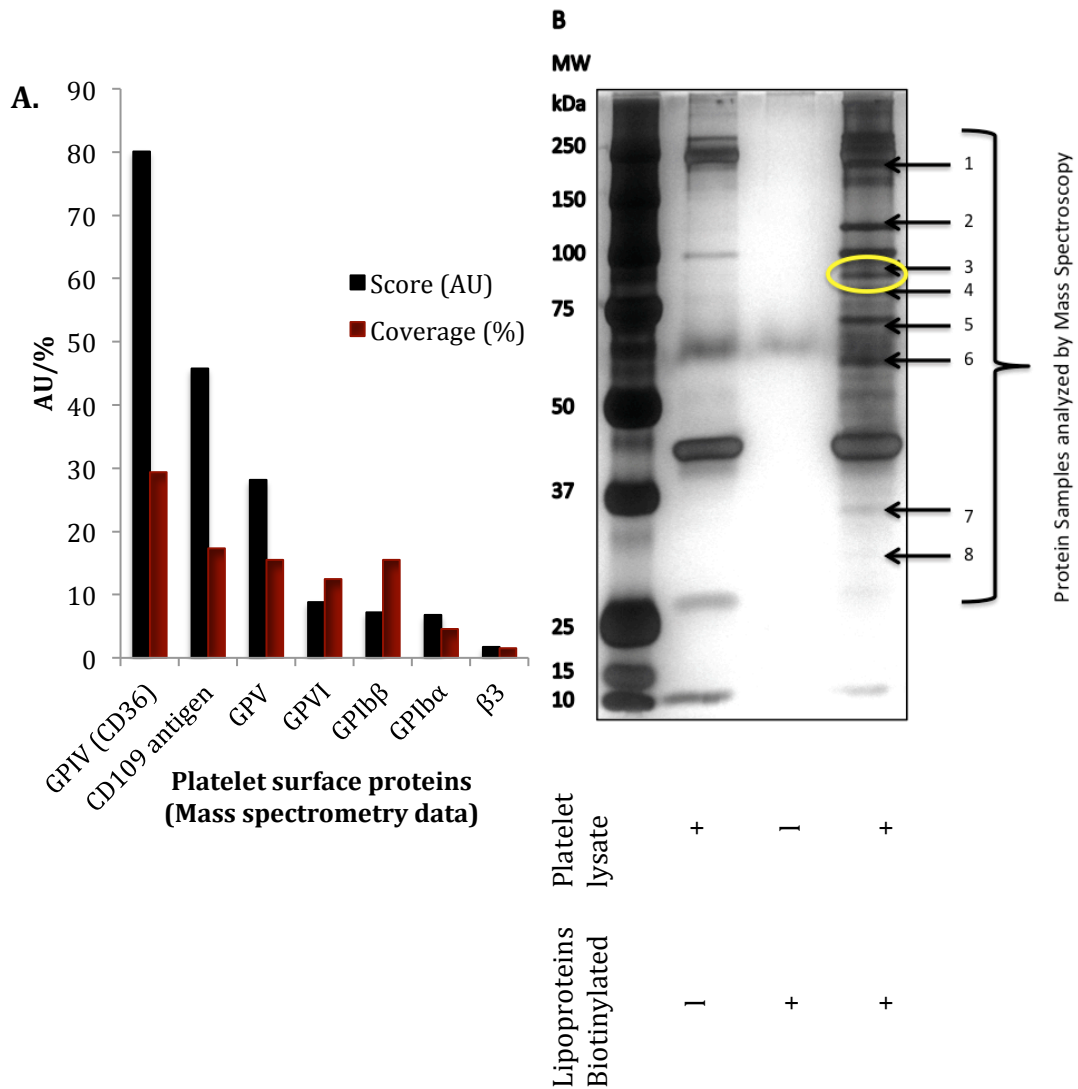 A.
90
80
70
60
50
40
30
20
10
0
AU/%
Score (AU)
Coverage (%)
GPIV (CD36)
CD109 antigen
GPV
GPVI
GPIbβ
GPIbα
β3
Platelet surface proteins
(Mass spectrometry data)
B
MW
kDa
250
150
100
75
50
37
25
15
10
1
2
3
4
5
6
7
8
Protein Samples analyzed by Mass Spectroscopy
Platelet
lysate
+ – +
Lipoproteins
Biotinylated
– + +